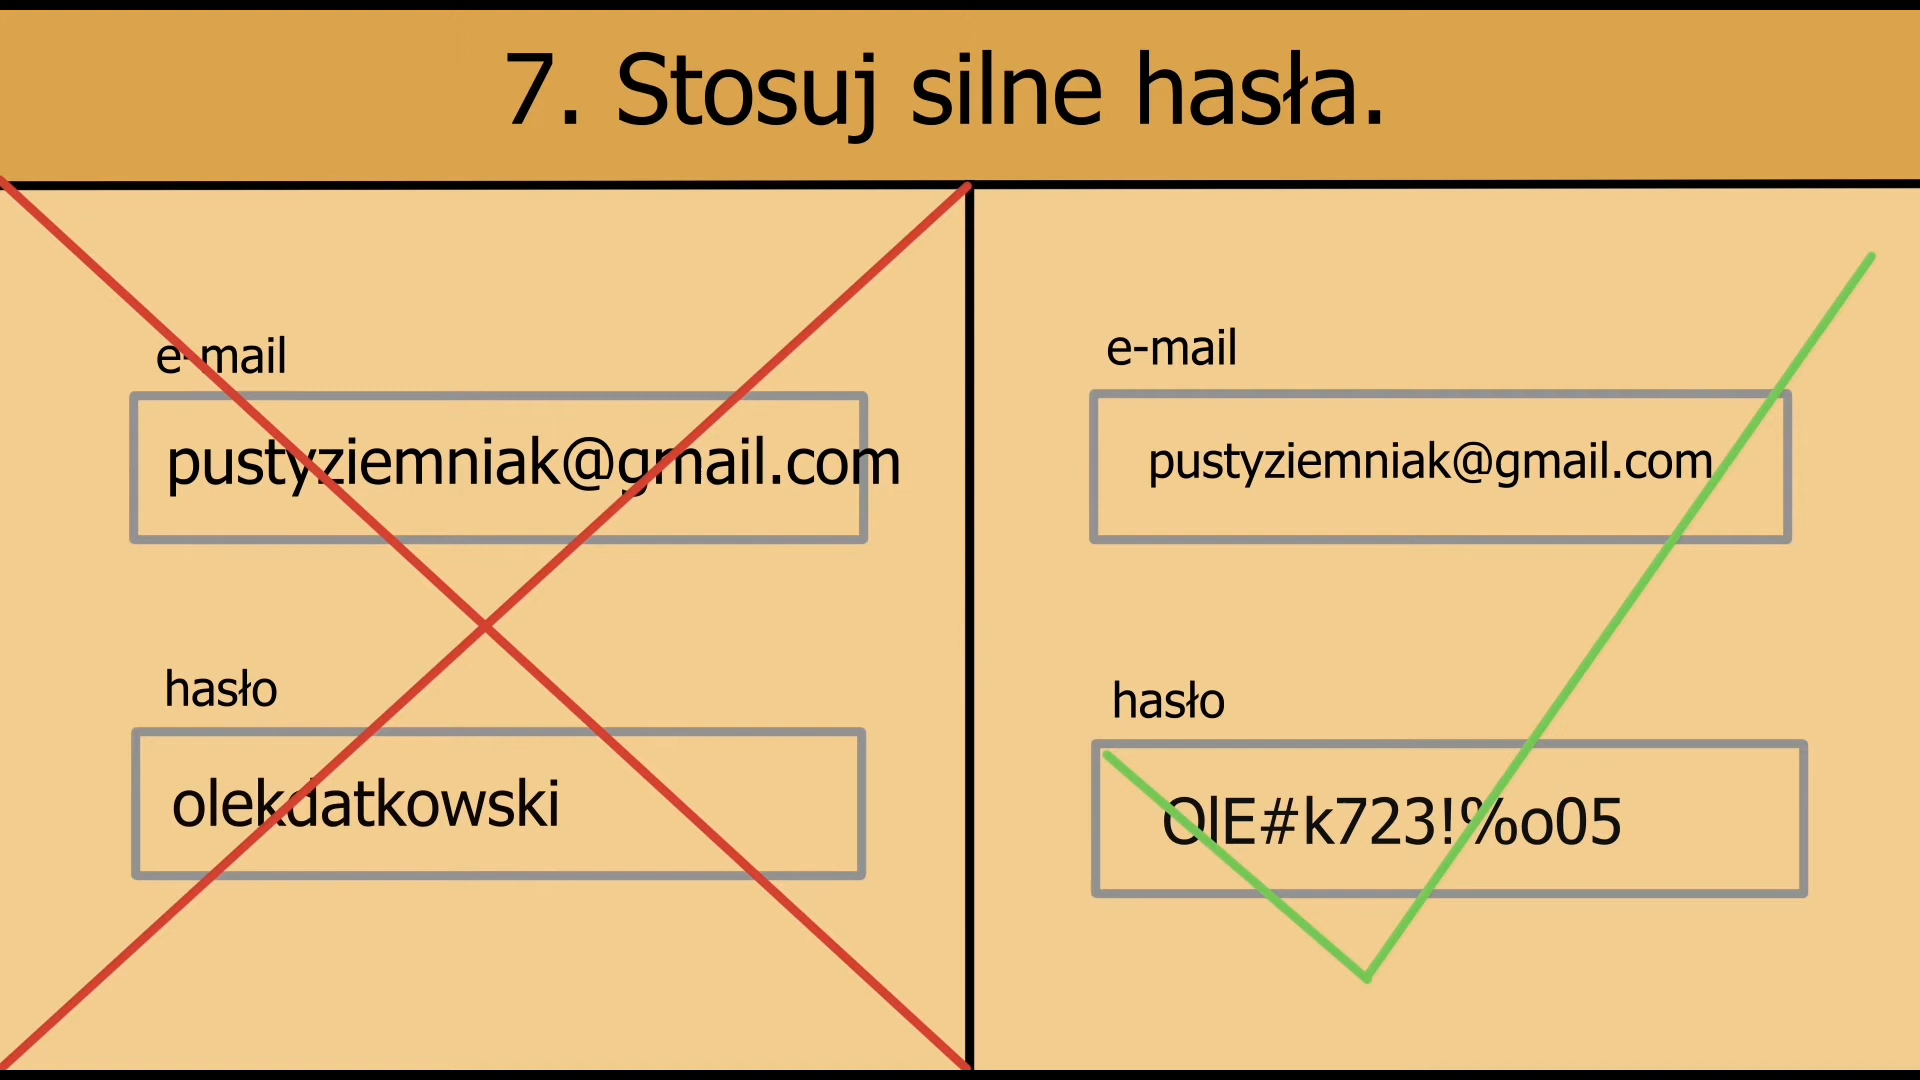 7. Stosuj silne hasła.
e-mail
pustyziemniak@gmail.com
hasło
olekdatkowski
e-mail
pustyziemniak@gmail.com
hasło
OlE#k723!%o05